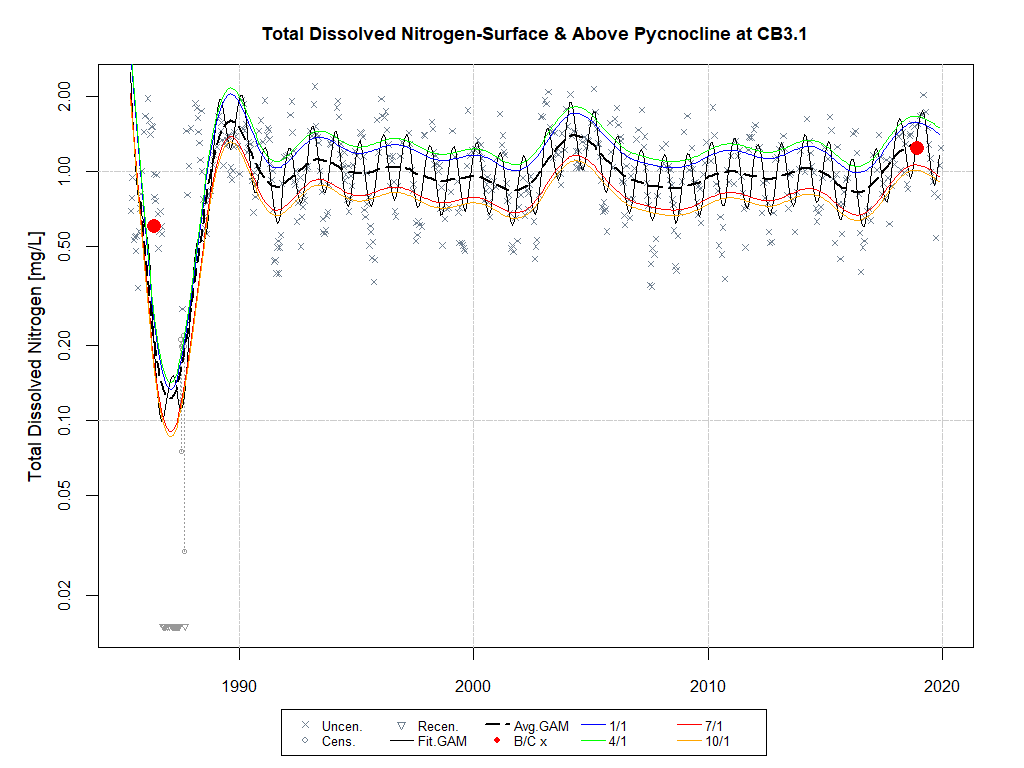 Total Dissolved Nitrogen-Surface & Above Pycnocline at CB3.1
Total Dissolved Nitrogen [mg/L]
2.00
1.00
0.50
0.20
0.10
0.05
0.02
1990 2000 2010 2020
Uncen. Recen. Avg.GAM 1/1 7/1
Cens. Fit.GAM B/C x 4/1 10/1